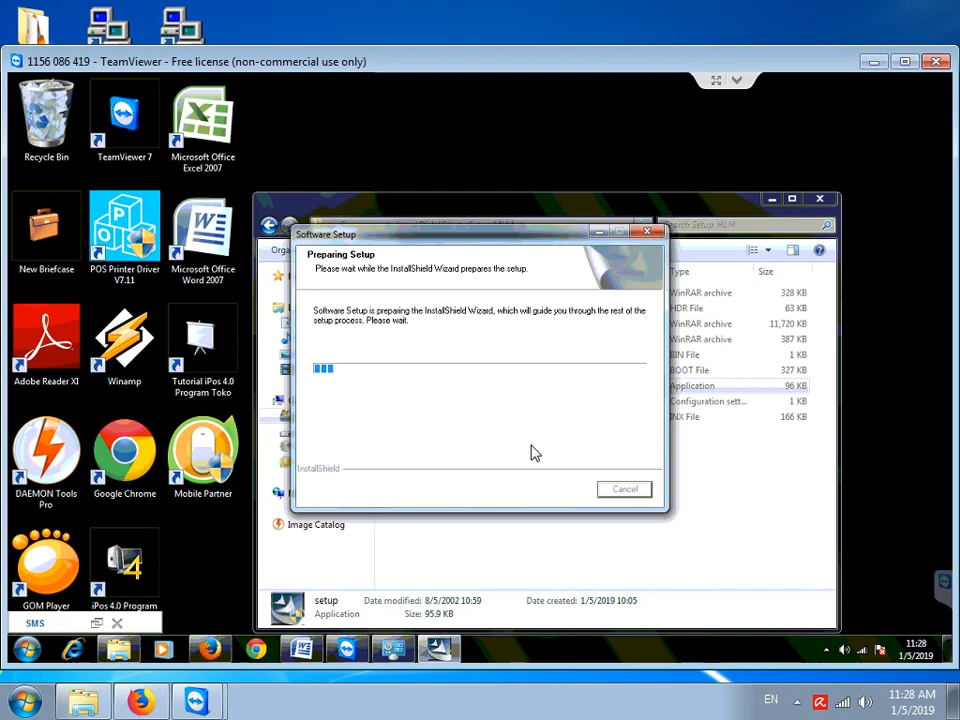 1156 086 419 - TeamViewer - Free license (non-commercial use only)
Recycle Bin
TeamViewer 7
Microsoft Office
Excel 2007
New Briefcase
POS Printer Driver
V7.11
Microsoft Office
Word 2007
Adobe Reader XI
Winamp
Tutorial iPos 4.0
Program Toko
DAEMON Tools
Pro
Google Chrome
Mobile Partner
GOM Player
iPos 4.0 Program
SMS
Search Setup MLM
Orga
Type
Size
WinRAR archive
328 KB
HDR File
63 KB
WinRAR archive
11,720 KB
WinRAR archive
387 KB
BIN File
1 KB
BOOT File
327 KB
Application
96 KB
Configuration sett...
1 KB
INX File
166 KB
Image Catalog
Software Setup
Preparing Setup
Please wait while the InstallShield Wizard prepares the setup.
Software Setup is preparing the InstallShield Wizard, which will guide you through the rest of the
setup process. Please wait.
InstallShield
Cancel
setup
Date modified: 8/5/2002 10:59
Date created: 1/5/2019 10:05
Application
Size: 95.9 KB
11:28
1/5/2019
EN
11:28 AM
1/5/2019